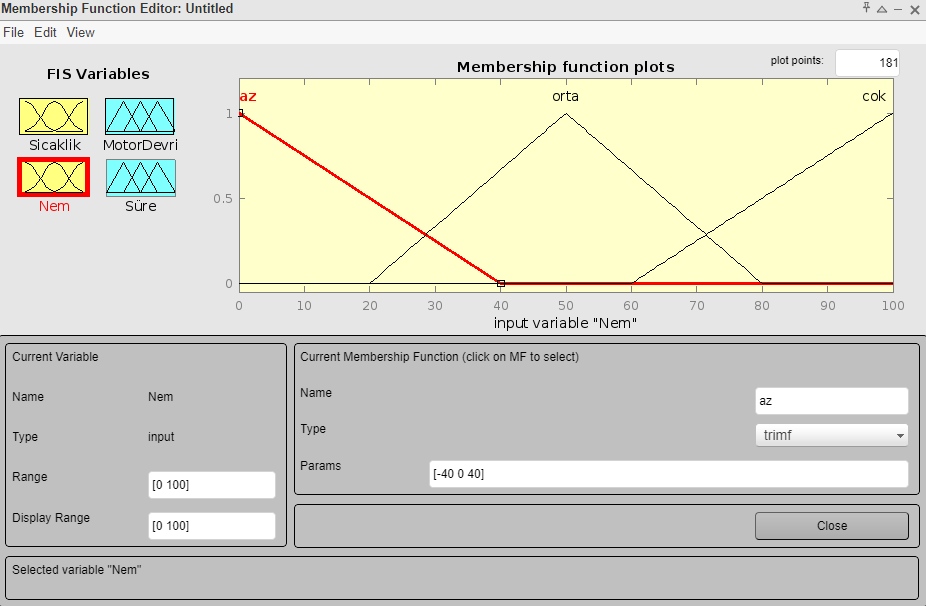 Membership Function Editor: Untitled
File Edit View
FIS Variables
Sicaklik MotorDevri
Nem Süre
Membership function plots
plot points: 181
az orta cok
1
0.5
0
0 10 20 30 40 50 60 70 80 90 100
input variable "Nem"
Current Variable
Name Nem
Type input
Range [0 100]
Display Range [0 100]
Current Membership Function (click on MF to select)
Name az
Type trimf
Params [-40 0 40]
Close
Selected variable "Nem"